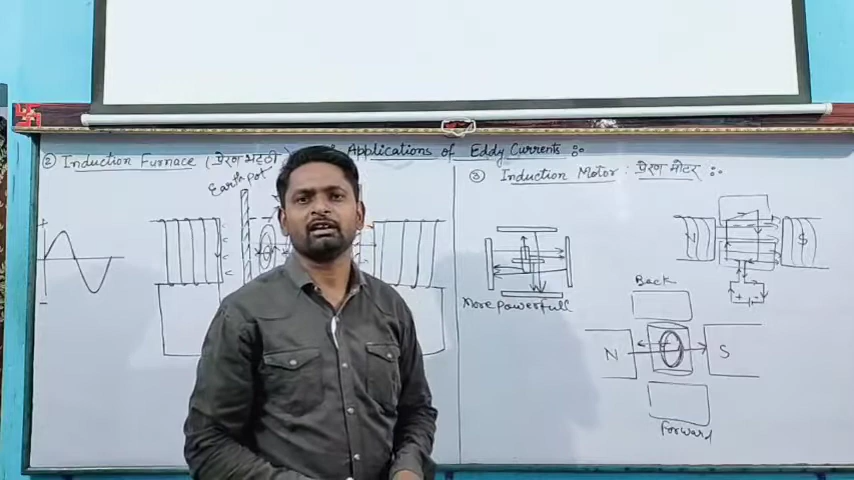 Applications of Eddy Currents :
② Induction Furnace (प्रेरण भट्टी
Earth pot
+
-
③ Induction Motor : प्रेरण मोटर :
More powerfull
N
S
+
-
Back
N
S
Forward